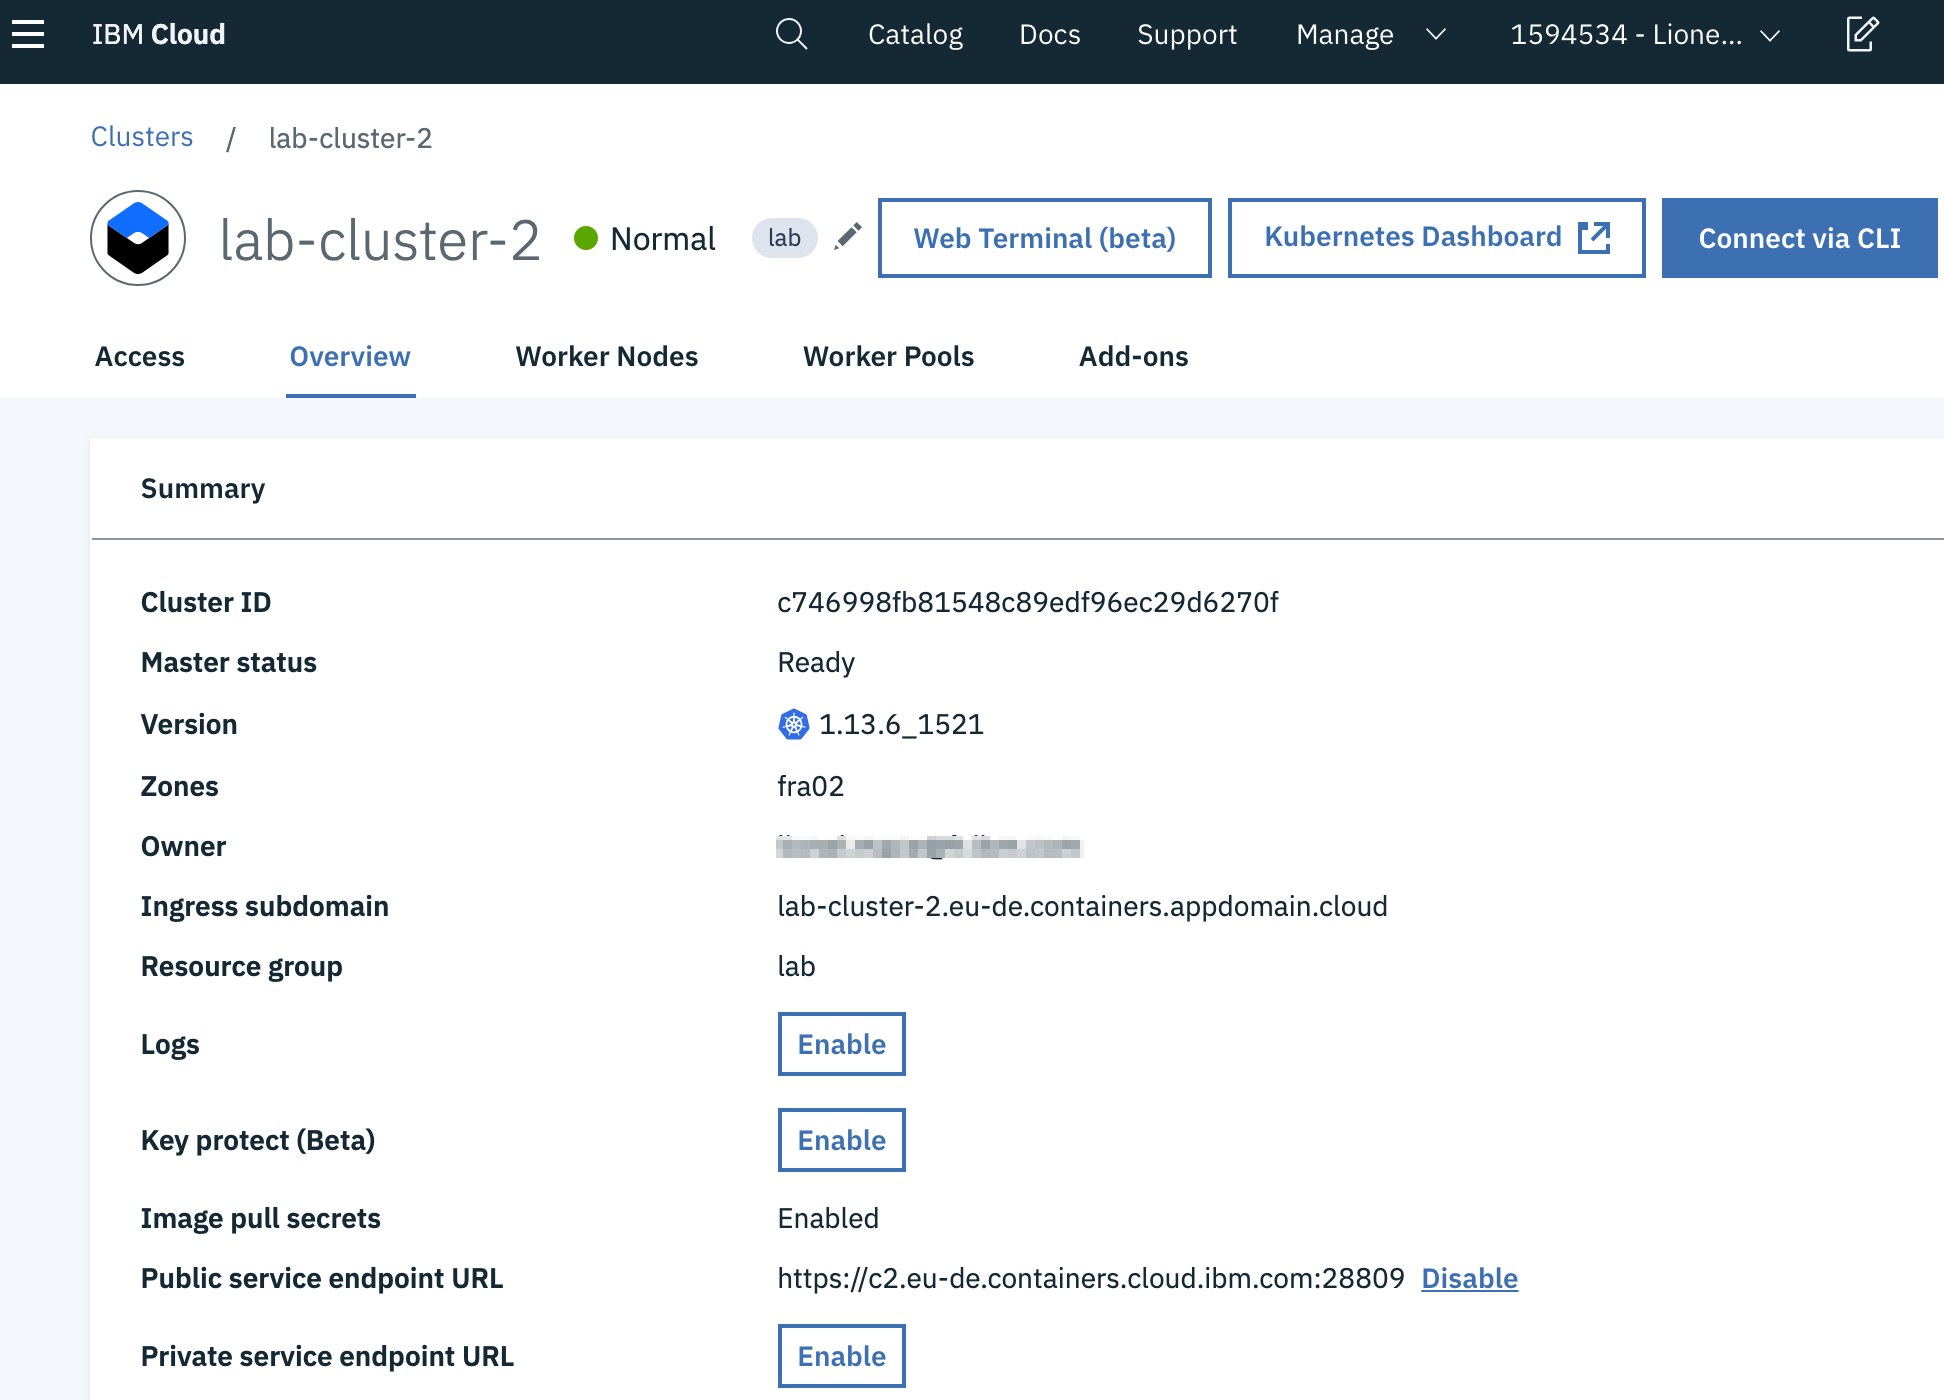 IBM Cloud Catalog Docs Support Manage 1594534 - Lione...
Clusters / lab-cluster-2
lab-cluster-2 Normal lab Web Terminal (beta) Kubernetes Dashboard Connect via CLI
Access Overview Worker Nodes Worker Pools Add-ons
Summary
Cluster ID c746998fb81548c89edf96ec29d6270f
Master status Ready
Version 1.13.6_1521
Zones fra02
Owner
Ingress subdomain lab-cluster-2.eu-de.containers.appdomain.cloud
Resource group lab
Logs Enable
Key protect (Beta) Enable
Image pull secrets Enabled
Public service endpoint URL https://c2.eu-de.containers.cloud.ibm.com:28809 Disable
Private service endpoint URL Enable